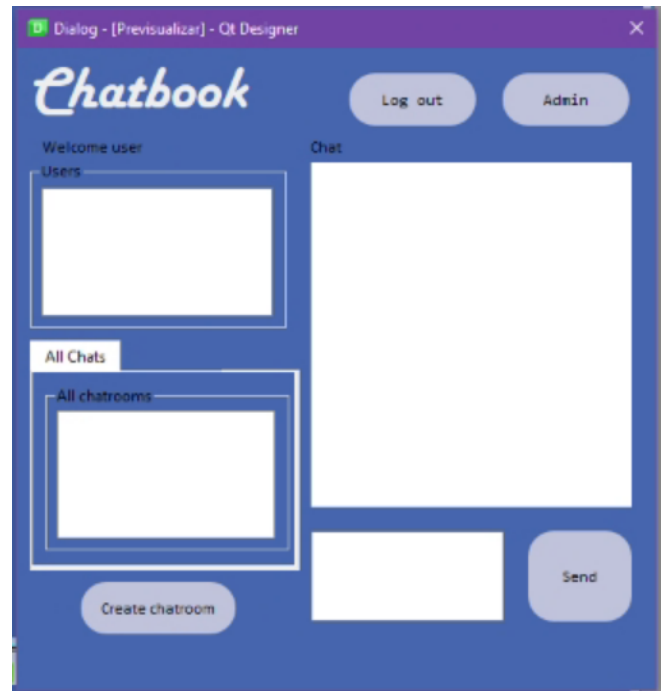 Dialog - [Previsualizar] - Qt Designer
Chatbook
Log out
Admin
Welcome user
Chat
Users
All Chats
All chatrooms
Send
Create chatroom